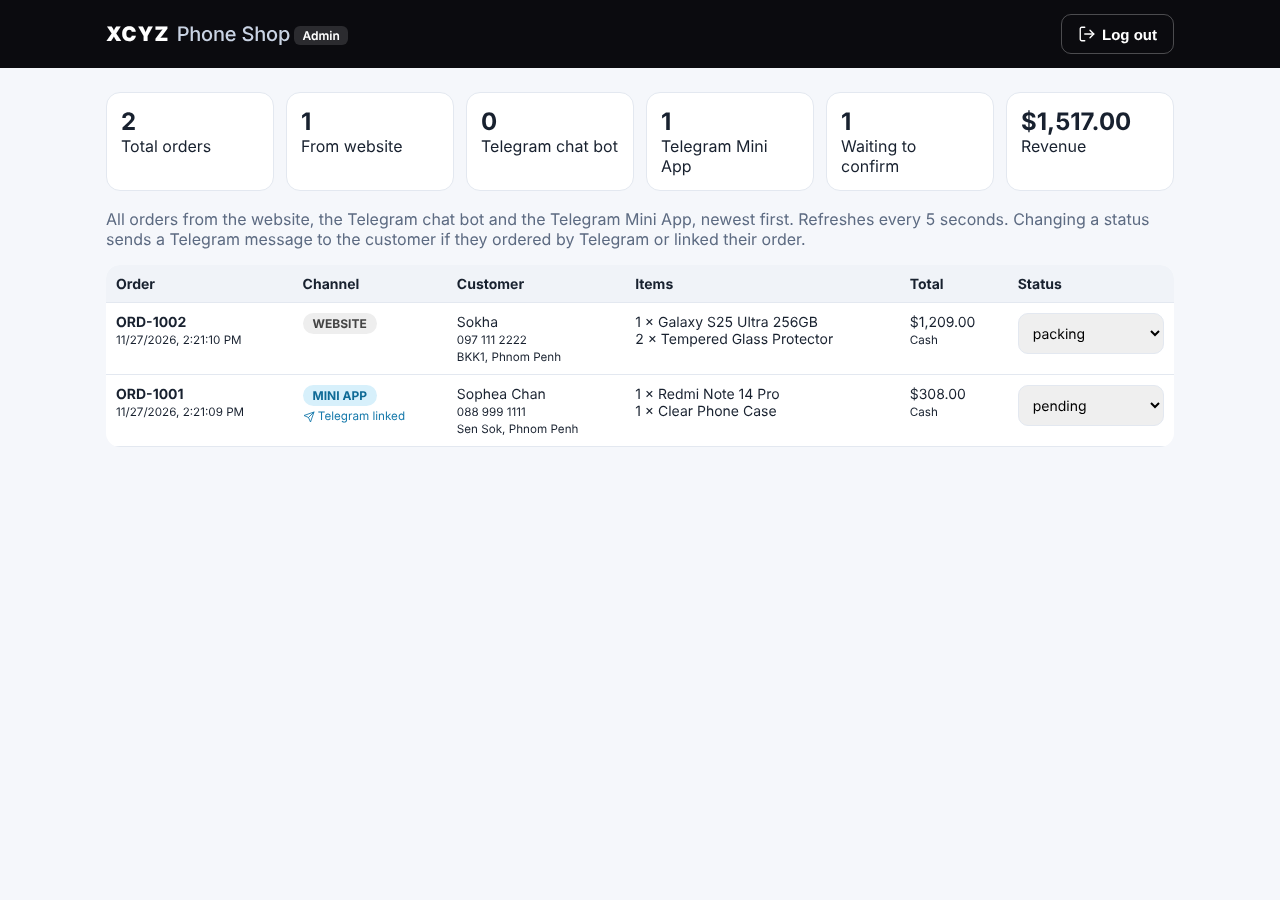 XCYZ Phone Shop Admin
Log out
2
Total orders
1
From website
0
Telegram chat bot
1
Telegram Mini
App
1
Waiting to
confirm
$1,517.00
Revenue
All orders from the website, the Telegram chat bot and the Telegram Mini App, newest first. Refreshes every 5 seconds. Changing a status
sends a Telegram message to the customer if they ordered by Telegram or linked their order.
Order Channel Customer Items Total Status
ORD-1002
11/27/2026, 2:21:10 PM
WEBSITE
Sokha
097 111 2222
BKK1, Phnom Penh
1 × Galaxy S25 Ultra 256GB
2 × Tempered Glass Protector
$1,209.00
Cash
packing
ORD-1001
11/27/2026, 2:21:09 PM
MINI APP
Telegram linked
Sophea Chan
088 999 1111
Sen Sok, Phnom Penh
1 × Redmi Note 14 Pro
1 × Clear Phone Case
$308.00
Cash
pending